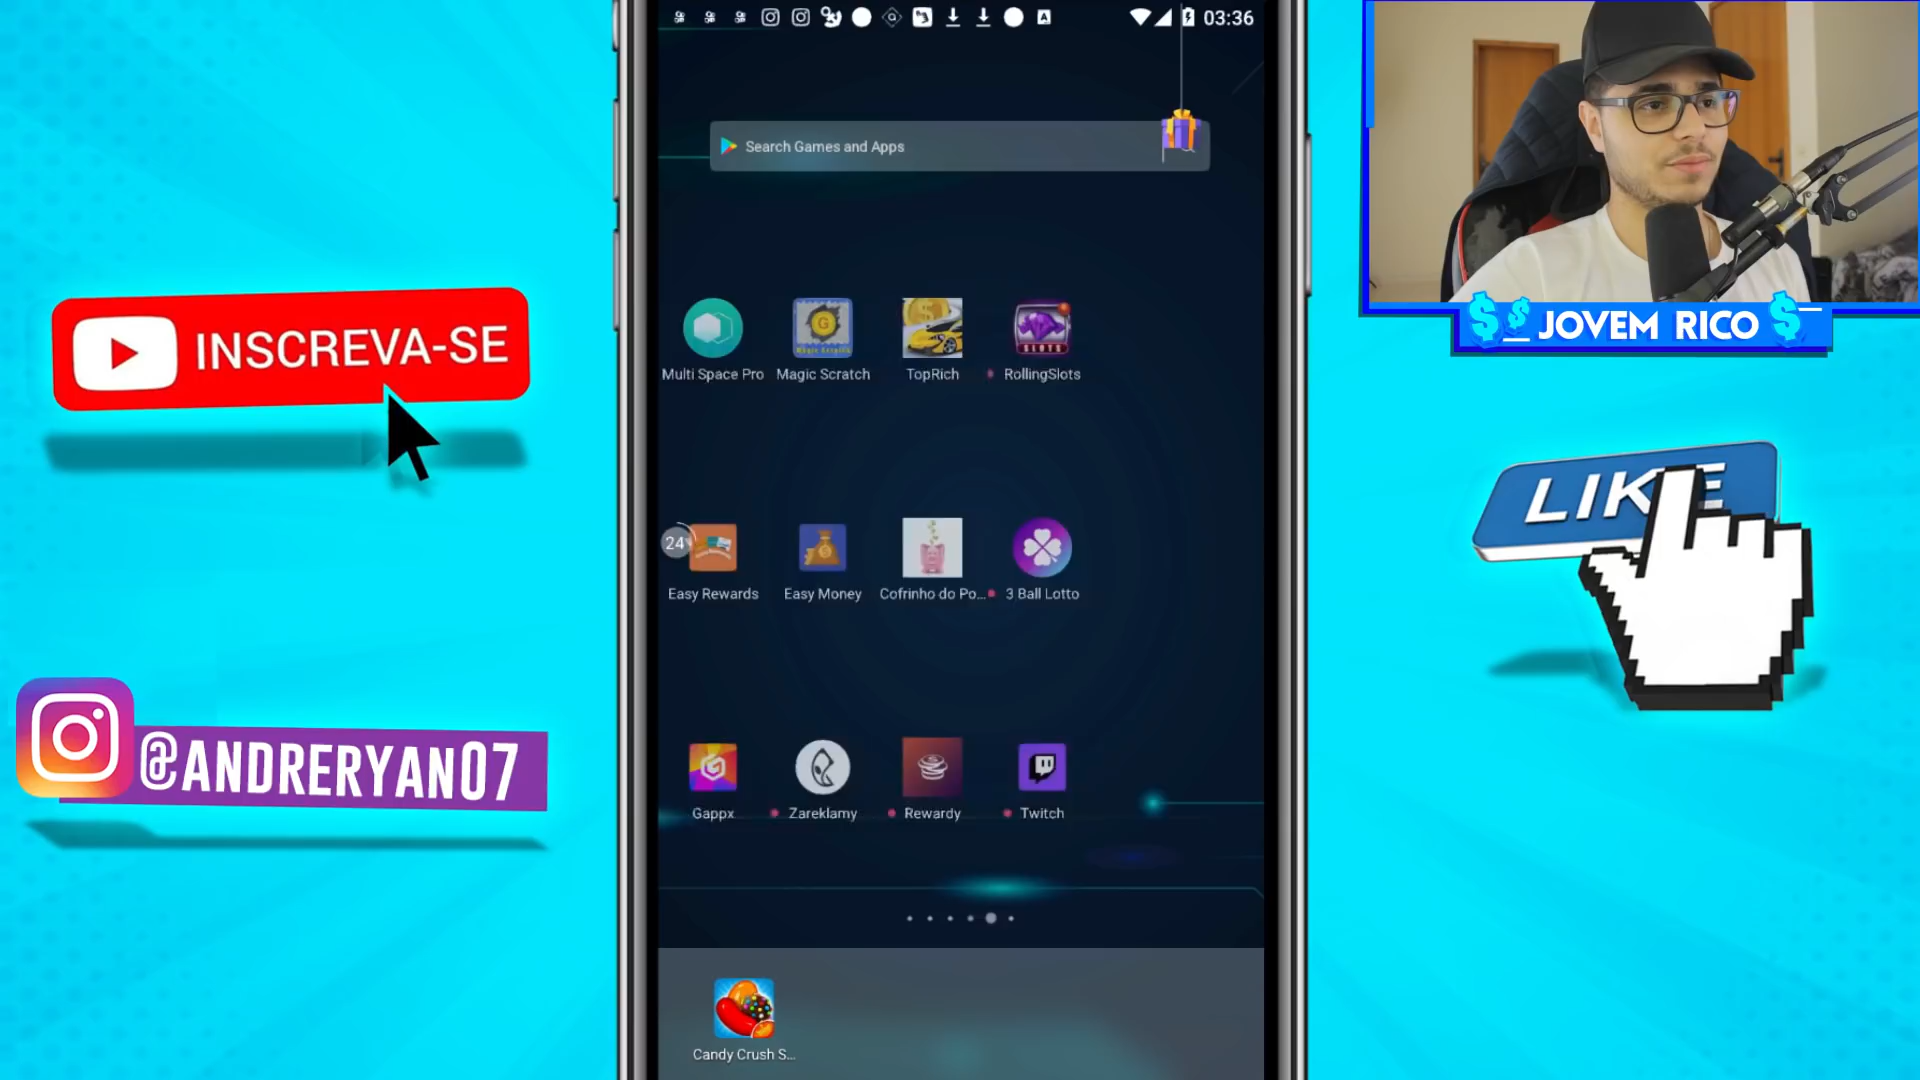 03:36
Search Games and Apps
INSCREVA-SE
JOVEM RICO
SLOTS
Multi Space Pro
Magic Scratch
TopRich
RollingSlots
LIKE
24
Easy Rewards
Easy Money
Cofrinho do Po...
3 Ball Lotto
@ANDRERYAN07
Gappx
Zareklamy
Rewardy
Twitch
Candy Crush S...